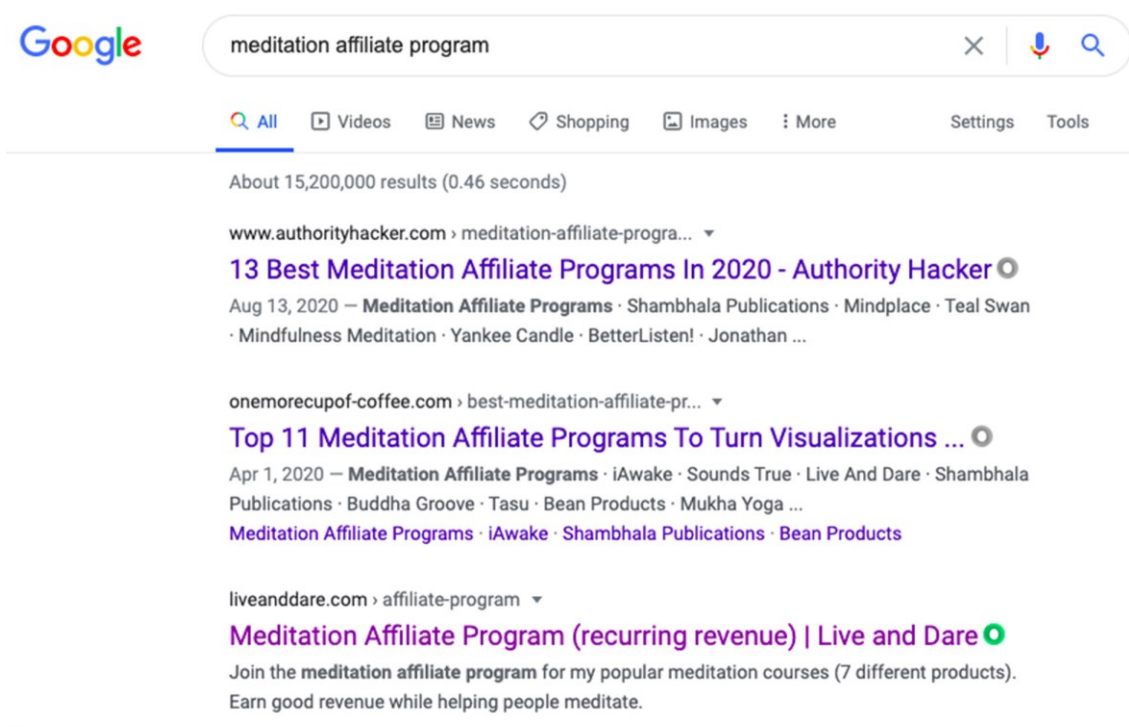 Google
meditation affiliate program
All Videos News Shopping Images More Settings Tools
About 15,200,000 results (0.46 seconds)
www.authorityhacker.com › meditation-affiliate-progra...
13 Best Meditation Affiliate Programs In 2020 - Authority Hacker
Aug 13, 2020 — Meditation Affiliate Programs · Shambhala Publications · Mindplace · Teal Swan
· Mindfulness Meditation · Yankee Candle · BetterListen! · Jonathan ...
onemorecupof-coffee.com › best-meditation-affiliate-pr...
Top 11 Meditation Affiliate Programs To Turn Visualizations ...
Apr 1, 2020 — Meditation Affiliate Programs · iAwake · Sounds True · Live And Dare · Shambhala
Publications · Buddha Groove · Tasu · Bean Products · Mukha Yoga ...
Meditation Affiliate Programs · iAwake · Shambhala Publications · Bean Products
liveanddare.com › affiliate-program
Meditation Affiliate Program (recurring revenue) | Live and Dare
Join the meditation affiliate program for my popular meditation courses (7 different products).
Earn good revenue while helping people meditate.